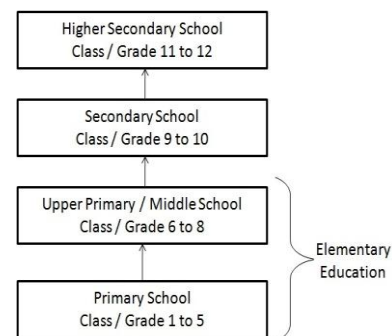 Higher Secondary School
Class / Grade 11 to 12
Secondary School
Class / Grade 9 to 10
Upper Primary / Middle School
Class / Grade 6 to 8
Elementary
Education
Primary School
Class / Grade 1 to 5